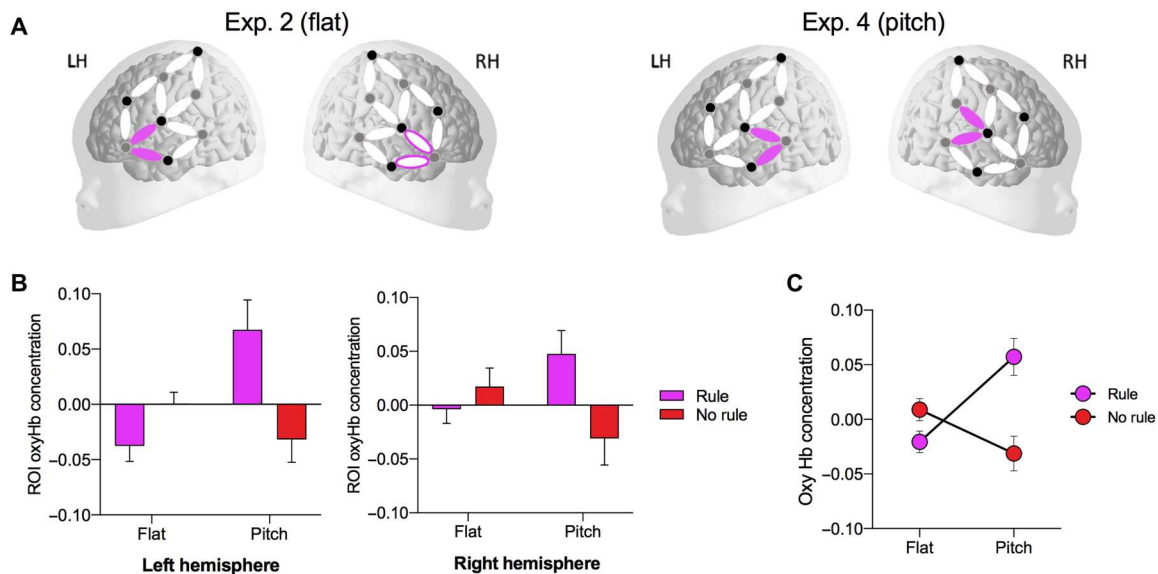 A
Exp. 2 (flat)
Exp. 4 (pitch)
LH
RH
LH
RH
B
ROI oxyHb concentration
0.10
0.05
0.00
−0.05
−0.10
Flat
Pitch
Left hemisphere
ROI oxyHb concentration
0.10
0.05
0.00
−0.05
−0.10
Flat
Pitch
Right hemisphere
Rule
No rule
C
Oxy Hb concentration
0.10
0.05
0.00
−0.05
−0.10
Flat
Pitch
Rule
No rule